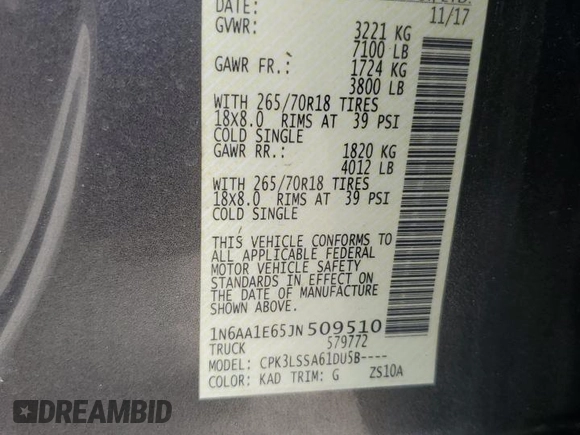 DATE:
11/17
GVWR:
3221 KG
7100 LB
GAWR FR.:
1724 KG
3800 LB
WITH 265/70R18 TIRES
18X8.0 RIMS AT 39 PSI
COLD SINGLE
GAWR RR.:
1820 KG
4012 LB
WITH 265/70R18 TIRES
18X8.0 RIMS AT 39 PSI
COLD SINGLE
THIS VEHICLE CONFORMS TO
ALL APPLICABLE FEDERAL
MOTOR VEHICLE SAFETY
STANDARDS IN EFFECT ON
THE DATE OF MANUFACTURE
SHOWN ABOVE.
1N6AA1E65JN509510
TRUCK 579772
MODEL: CPK3LSSA61DU5B----
COLOR: KAD TRIM: G ZS10A
DREAMBID